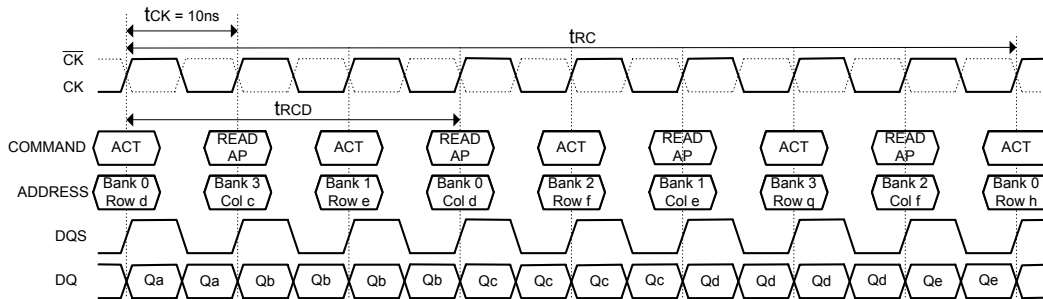 tCK = 10ns
tRC
CK
CK
tRCD
COMMAND ACT READ AP ACT READ AP ACT READ AP ACT READ AP ACT
ADDRESS Bank 0 Row d Bank 3 Col c Bank 1 Row e Bank 0 Col d Bank 2 Row f Bank 1 Col e Bank 3 Row q Bank 2 Col f Bank 0 Row h
DQS
DQ Qa Qa Qb Qb Qb Qb Qc Qc Qc Qc Qd Qd Qd Qd Qe Qe